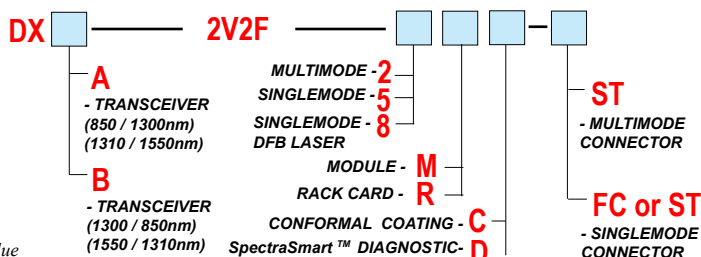 DX 2V2F -
A
- TRANSCEIVER
(850 / 1300nm)
(1310 / 1550nm)
B
- TRANSCEIVER
(1300 / 850nm)
(1550 / 1310nm)
MULTIMODE - 2
SINGLEMODE - 5
SINGLEMODE - 8
DFB LASER
MODULE - M
RACK CARD - R
CONFORMAL COATING - C
SpectraSmart ™ DIAGNOSTIC- D
ST
- MULTIMODE
CONNECTOR
FC or ST
- SINGLEMODE
CONNECTOR